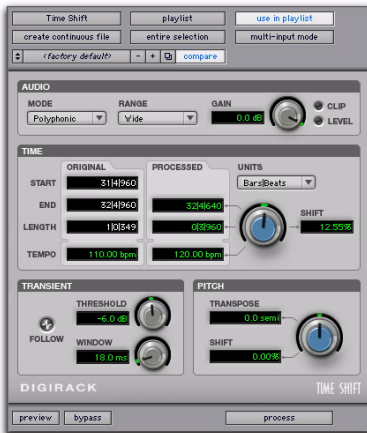 Time Shift playlist use in playlist
create continuous file entire selection multi-input mode
<factory default> - + compare
AUDIO
MODE RANGE GAIN CLIP
Polyphonic Wide 0.0 dB LEVEL
TIME
ORIGINAL PROCESSED UNITS
START 31|4|960 Bars|Beats
END 32|4|960 32|4|640 SHIFT
LENGTH 1|0|349 0|3|960 12.55%
TEMPO 110.00 bpm 120.00 bpm
TRANSIENT PITCH
THRESHOLD TRANSPOSE
-6.0 dB 0.0 semi
FOLLOW WINDOW SHIFT
18.0 ms 0.00%
DIGIRACK TIME SHIFT
preview bypass process